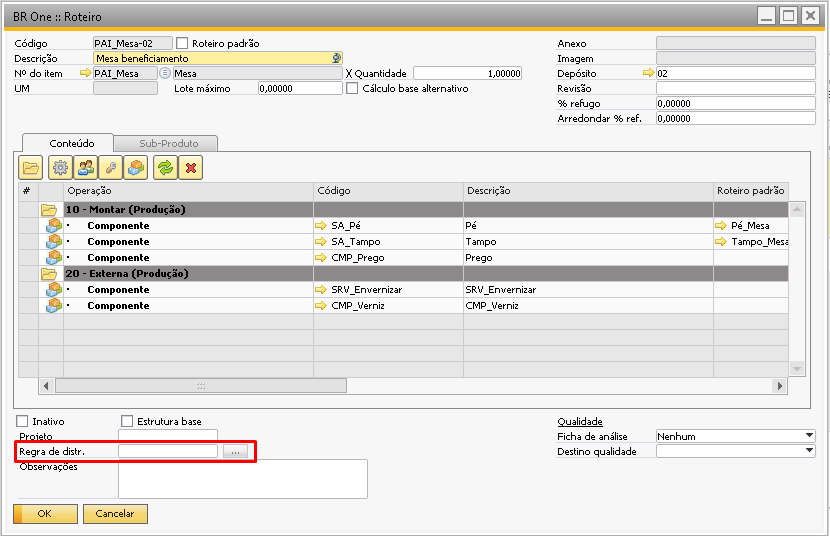 BR One :: Roteiro
Código PAI_Mesa-02 Roteiro padrão Anexo
Descrição Mesa beneficiamento Imagem
Nº do item PAI_Mesa Mesa X Quantidade 1,00000 Depósito 02
UM Lote máximo 0,00000 Cálculo base alternativo Revisão
% refugo 0,00000
Arredondar % ref. 0,00000
Conteúdo Sub-Produto
# Operação Código Descrição Roteiro padrão
10 - Montar (Produção)
· Componente SA_Pé Pé Pé_Mesa
· Componente SA_Tampo Tampo Tampo_Mesa
· Componente CMP_Prego Prego
20 - Externa (Produção)
· Componente SRV_Envernizar SRV_Envernizar
· Componente CMP_Verniz CMP_Verniz
Inativo Estrutura base Qualidade
Projeto Ficha de análise Nenhum
Regra de distr. ... Destino qualidade
Observações
OK Cancelar